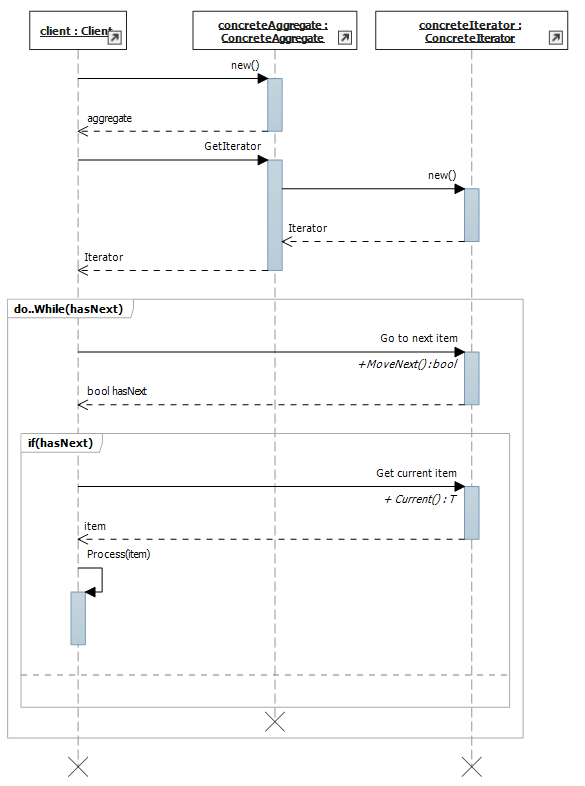 client : Client
concreteAggregate :
ConcreteAggregate
concreteIterator :
ConcreteIterator
new()
aggregate
GetIterator
new()
Iterator
Iterator
do..While(hasNext)
Go to next item
+MoveNext():bool
bool hasNext
if(hasNext)
Get current item
+ Current() : T
item
Process(item)